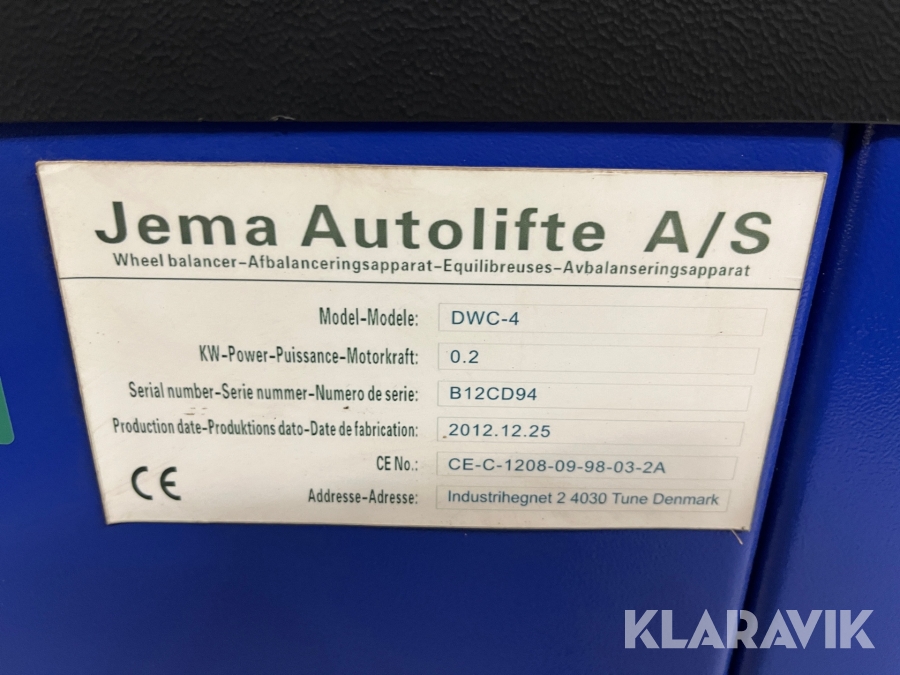 Jema Autolifte A/S
Wheel balancer-Afbalanceringsapparat-Equilibreuses-Avbalanseringsapparat
Model-Modele: DWC-4
KW-Power-Puissance-Motorkraft: 0.2
Serial number-Serie nummer-Numero de serie: B12CD94
Production date-Produktions dato-Date de fabrication: 2012.12.25
CE No.: CE-C-1208-09-98-03-2A
CE
Addresse-Adresse: Industrihegnet 2 4030 Tune Denmark
KLARAVIK